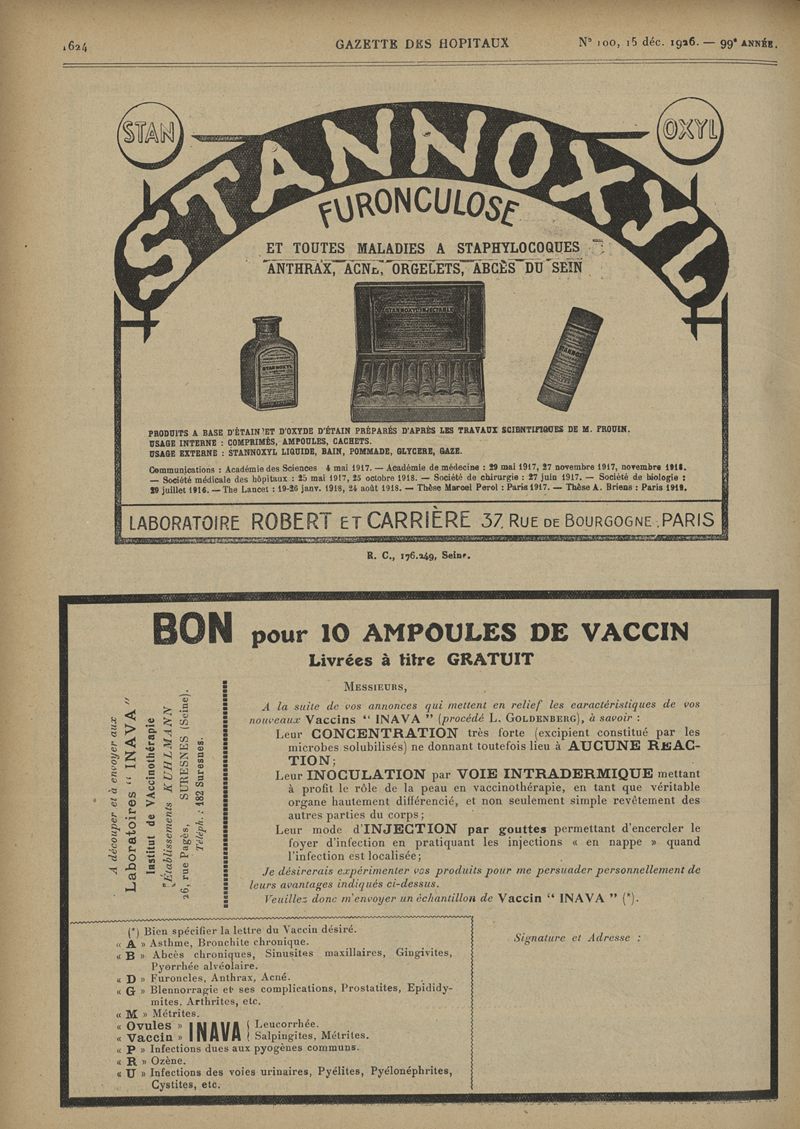 1624
GAZETTE DES HOPITAUX
N° 100, 15 déc. 1926. — 99e ANNÉE.
STAN
OXYL
STANNOXYL
FURONCULOSE
ET TOUTES MALADIES A STAPHYLOCOQUES
ANTHRAX, ACNE, ORGELETS, ABCÈS DU SEIN
STANNOXYL INJECTABLE
STANNOXYL
STANNOXYL
PRODUITS A BASE D'ÉTAIN ET D'OXYDE D'ÉTAIN PRÉPARÉS D'APRÈS LES TRAVAUX SCIENTIFIQUES DE M. FROUIN.
USAGE INTERNE : COMPRIMÉS, AMPOULES, CACHETS.
USAGE EXTERNE : STANNOXYL LIQUIDE, BAIN, POMMADE, GLYCERE, GAZE.
Communications : Académie des Sciences 4 mai 1917. — Académie de médecine : 29 mai 1917, 27 novembre 1917, novembre 1918.
— Société médicale des hôpitaux : 25 mai 1917, 25 octobre 1918. — Société de chirurgie : 27 juin 1917. — Société de biologie :
29 juillet 1916. — The Lancet : 19-26 janv. 1918, 24 août 1918. — Thèse Marcel Perol : Paris 1917. — Thèse A. Briens : Paris 1919.
LABORATOIRE ROBERT ET CARRIÈRE 37, RUE DE BOURGOGNE. PARIS
R. C., 176.249, Seine.
BON pour 10 AMPOULES DE VACCIN
Livrées à titre GRATUIT
A découper et à envoyer aux
Laboratoires "INAVA"
Institut de VAccinothérapie
"Établissements KUHLMANN
26, rue Pagès, SURESNES (Seine).
Téléph. : 182 Suresnes.
MESSIEURS,
A la suite de vos annonces qui mettent en relief les caractéristiques de vos
nouveaux Vaccins “ INAVA ” (procédé L. GOLDENBERG), à savoir :
Leur CONCENTRATION très forte (excipient constitué par les
microbes solubilisés) ne donnant toutefois lieu à AUCUNE REAC-
TION;
Leur INOCULATION par VOIE INTRADERMIQUE mettant
à profit le rôle de la peau en vaccinothérapie, en tant que véritable
organe hautement différencié, et non seulement simple revêtement des
autres parties du corps;
Leur mode d'INJECTION par gouttes permettant d'encercler le
foyer d'infection en pratiquant les injections « en nappe » quand
l'infection est localisée;
Je désirerais expérimenter vos produits pour me persuader personnellement de
leurs avantages indiqués ci-dessus.
Veuillez donc m'envoyer un échantillon de Vaccin “ INAVA ” (*).
(*) Bien spécifier la lettre du Vaccin désiré.
« A » Asthme, Bronchite chronique.
« B » Abcès chroniques, Sinusites maxillaires, Gingivites,
Pyorrhée alvéolaire.
« D » Furoncles, Anthrax, Acné.
« G » Blennorragie et ses complications, Prostatites, Epididy-
mites, Arthrites, etc.
« M » Métrites.
« Ovules » INAVA { Leucorrhée.
« Vaccin » { Salpingites, Métrites.
« P » Infections dues aux pyogènes communs.
« R » Ozène.
« U » Infections des voies urinaires, Pyélites, Pyélonéphrites,
Cystites, etc.
Signature et Adresse :